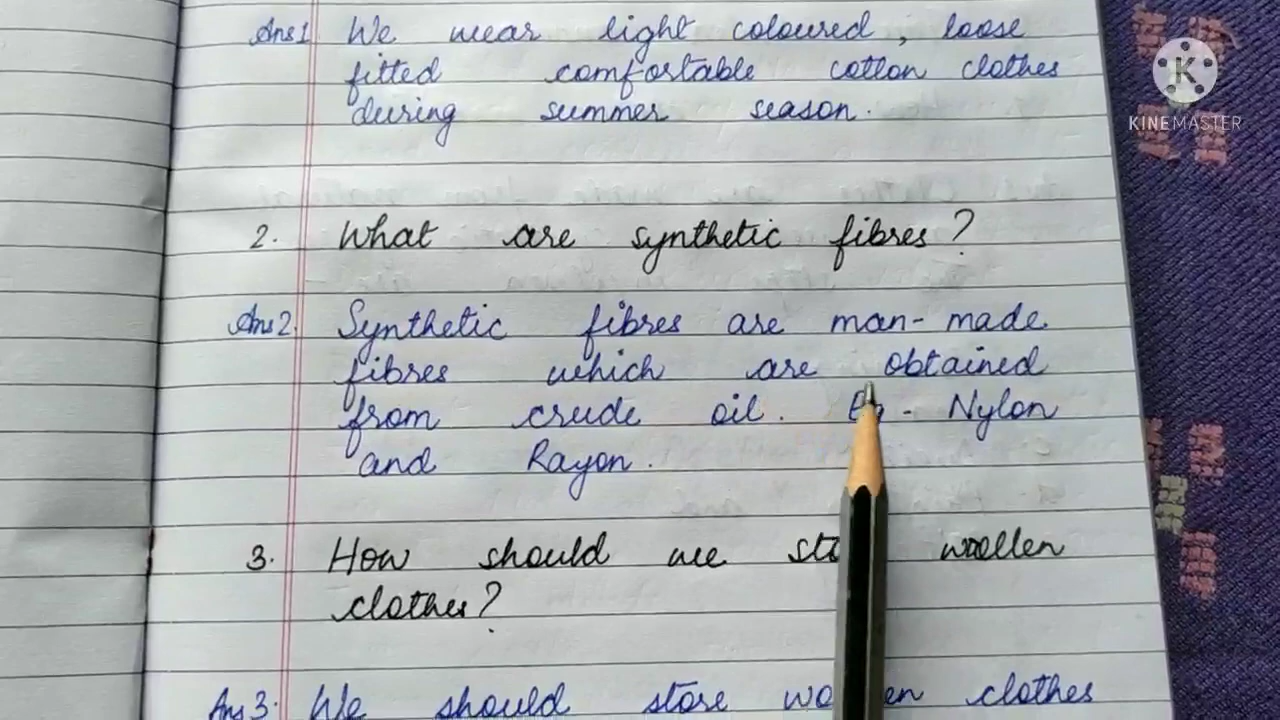 Ans1 We wear light coloured, loose
fitted comfortable cotton clothes
during summer season.
K
KINEMASTER
2. What are synthetic fibres?
Ans2. Synthetic fibres are man-made
fibres which are obtained
from crude oil. Eg - Nylon
and Rayon.
3. How should we woollen
clothes?
Ans3. We should store clothes